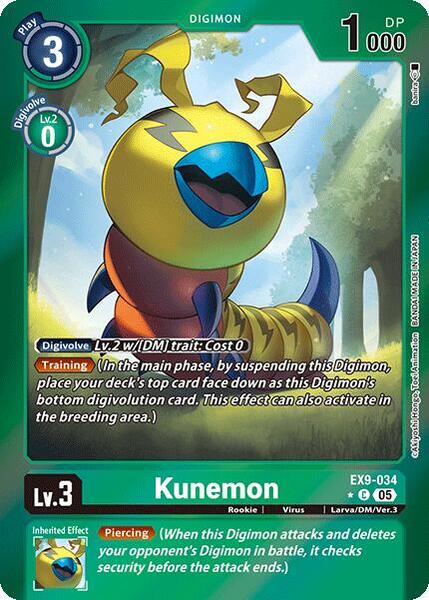 Play
3
DIGIMON
1000
DP
Digivolve
Lv.2
0
Digivolve Lv.2 w/[DM] trait: Cost 0
Training (In the main phase, by suspending this Digimon,
place your deck's top card face down as this Digimon's
bottom digivolution card. This effect can also activate in
the breeding area.)
©Akiyoshi Hongo, Toei Animation BANDAI MADE IN JAPAN
Lv.3
Kunemon
EX9-034
C 05
Rookie | Virus | Larva/DM/Ver.3
Inherited Effect
Piercing (When this Digimon attacks and deletes
your opponent's Digimon in battle, it checks
security before the attack ends.)